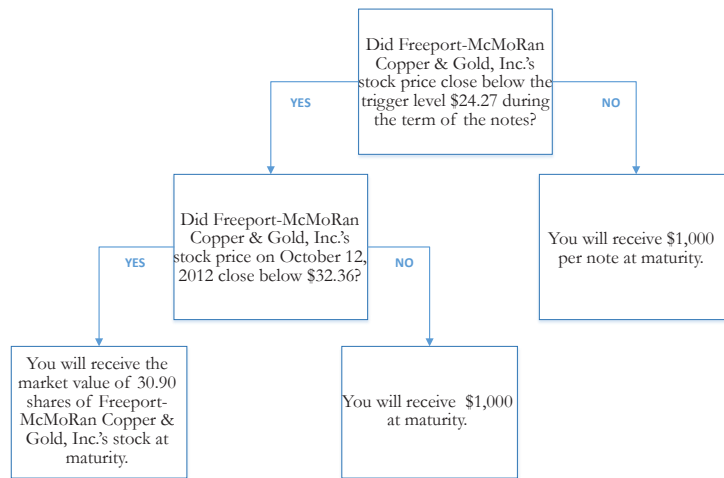 Did Freeport-McMoRan
Copper & Gold, Inc.'s
stock price close below the
trigger level $24.27 during
the term of the notes?
YES
NO
Did Freeport-McMoRan
Copper & Gold, Inc.'s
stock price on October 12,
2012 close below $32.36?
You will receive $1,000
per note at maturity.
YES
NO
You will receive the
market value of 30.90
shares of Freeport-
McMoRan Copper &
Gold, Inc.'s stock at
maturity.
You will receive $1,000
at maturity.